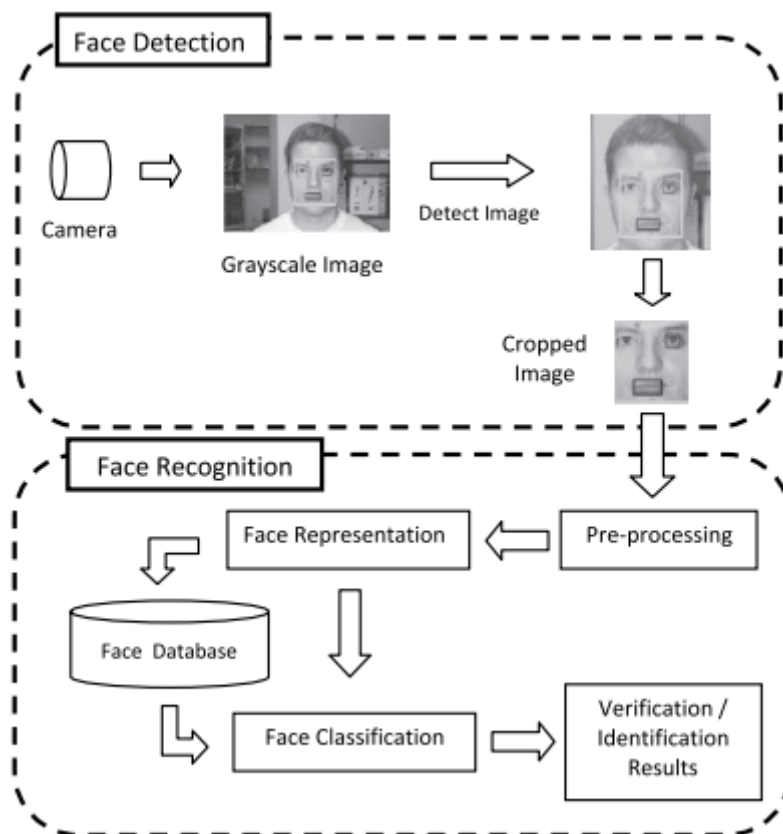 Face Detection
Camera
Grayscale Image
Detect Image
Cropped
Image
Face Recognition
Face Representation
Pre-processing
Face Database
Face Classification
Verification /
Identification
Results